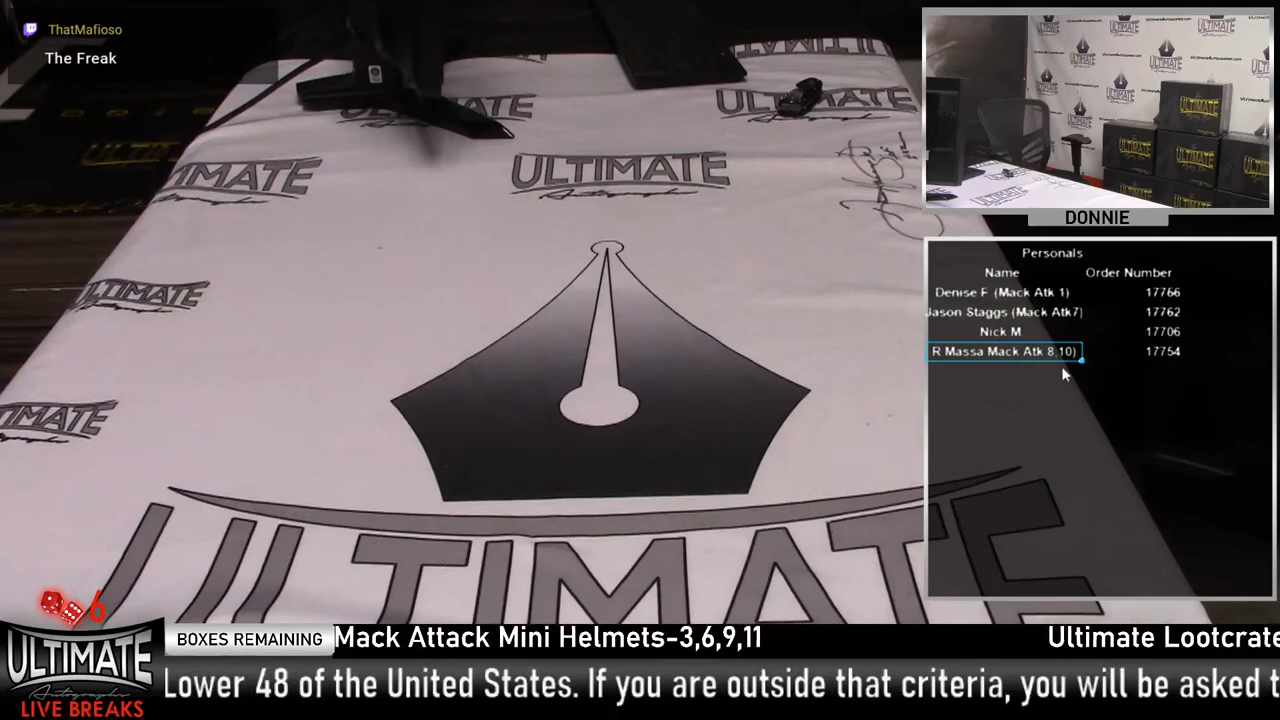 ThatMafioso
The Freak
ULTIMATE
ULTIMATE
ULTIMATE
ULTIMATE
Autographs
ULTIMATE
ULTIMATE
ULTIMATE
DONNIE
Personals
Name Order Number
Denise F (Mack Atk 1) 17766
Jason Staggs (Mack Atk7) 17762
Nick M 17706
R Massa Mack Atk 8,10) 17754
6
ULTIMATE
Autographs
LIVE BREAKS
BOXES REMAINING
Mack Attack Mini Helmets-3,6,9,11 Ultimate Lootcrate
Lower 48 of the United States. If you are outside that criteria, you will be asked t